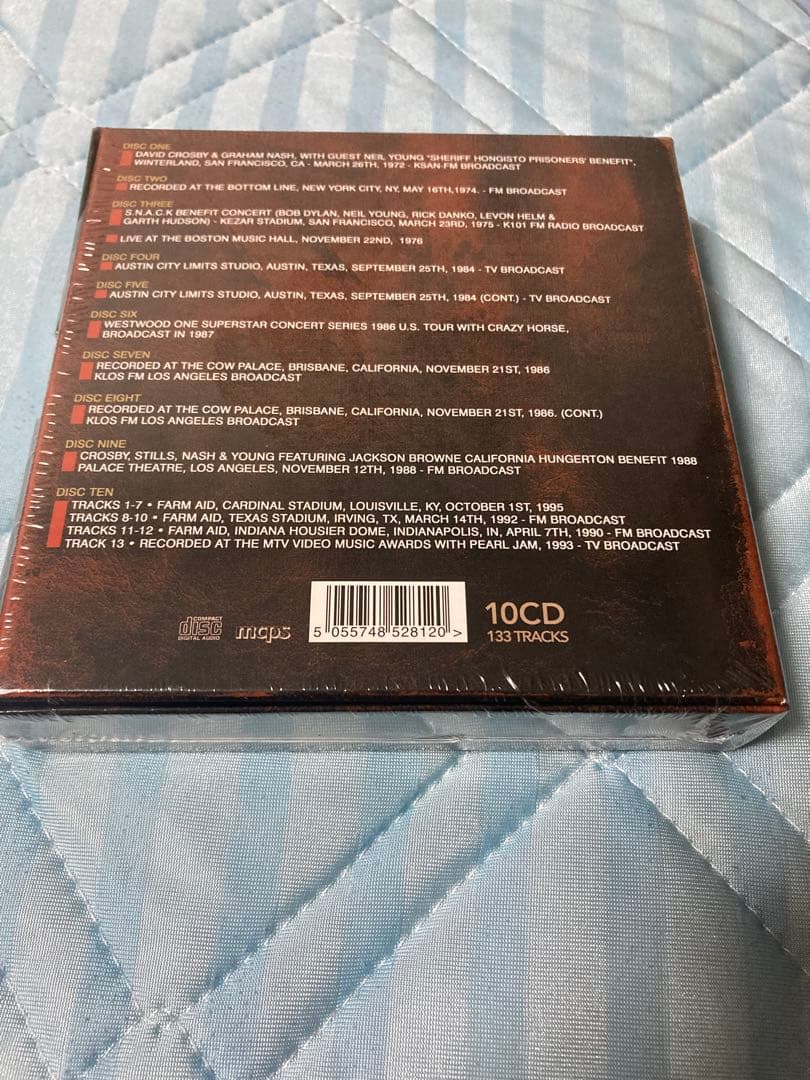 DISC ONE
DAVID CROSBY & GRAHAM NASH, WITH GUEST NEIL YOUNG "SHERIFF HONGISTO PRISONERS' BENEFIT",
WINTERLAND, SAN FRANCISCO, CA - MARCH 26TH, 1972 - KSAN-FM BROADCAST
DISC TWO
RECORDED AT THE BOTTOM LINE, NEW YORK CITY, NY, MAY 16TH,1974. - FM BROADCAST
DISC THREE
S.N.A.C.K BENEFIT CONCERT (BOB DYLAN, NEIL YOUNG, RICK DANKO, LEVON HELM &
GARTH HUDSON) - KEZAR STADIUM, SAN FRANCISCO, MARCH 23RD, 1975 - K101 FM RADIO BROADCAST
LIVE AT THE BOSTON MUSIC HALL, NOVEMBER 22ND, 1976
DISC FOUR
AUSTIN CITY LIMITS STUDIO, AUSTIN, TEXAS, SEPTEMBER 25TH, 1984 - TV BROADCAST
DISC FIVE
AUSTIN CITY LIMITS STUDIO, AUSTIN, TEXAS, SEPTEMBER 25TH, 1984 (CONT.) - TV BROADCAST
DISC SIX
WESTWOOD ONE SUPERSTAR CONCERT SERIES 1986 U.S. TOUR WITH CRAZY HORSE,
BROADCAST IN 1987
DISC SEVEN
RECORDED AT THE COW PALACE, BRISBANE, CALIFORNIA, NOVEMBER 21ST, 1986
KLOS FM LOS ANGELES BROADCAST
DISC EIGHT
RECORDED AT THE COW PALACE, BRISBANE, CALIFORNIA, NOVEMBER 21ST, 1986. (CONT.)
KLOS FM LOS ANGELES BROADCAST
DISC NINE
CROSBY, STILLS, NASH & YOUNG FEATURING JACKSON BROWNE CALIFORNIA HUNGERTON BENEFIT 1988
PALACE THEATRE, LOS ANGELES, NOVEMBER 12TH, 1988 - FM BROADCAST
DISC TEN
TRACKS 1-7 • FARM AID, CARDINAL STADIUM, LOUISVILLE, KY, OCTOBER 1ST, 1995
TRACKS 8-10 • FARM AID, TEXAS STADIUM, IRVING, TX, MARCH 14TH, 1992 - FM BROADCAST
TRACKS 11-12 • FARM AID, INDIANA HOUSIER DOME, INDIANAPOLIS, IN, APRIL 7TH, 1990 - FM BROADCAST
TRACK 13 • RECORDED AT THE MTV VIDEO MUSIC AWARDS WITH PEARL JAM, 1993 - TV BROADCAST
COMPACT
disc
DIGITAL AUDIO
mcps
5 055748 528120 >
10CD
133 TRACKS